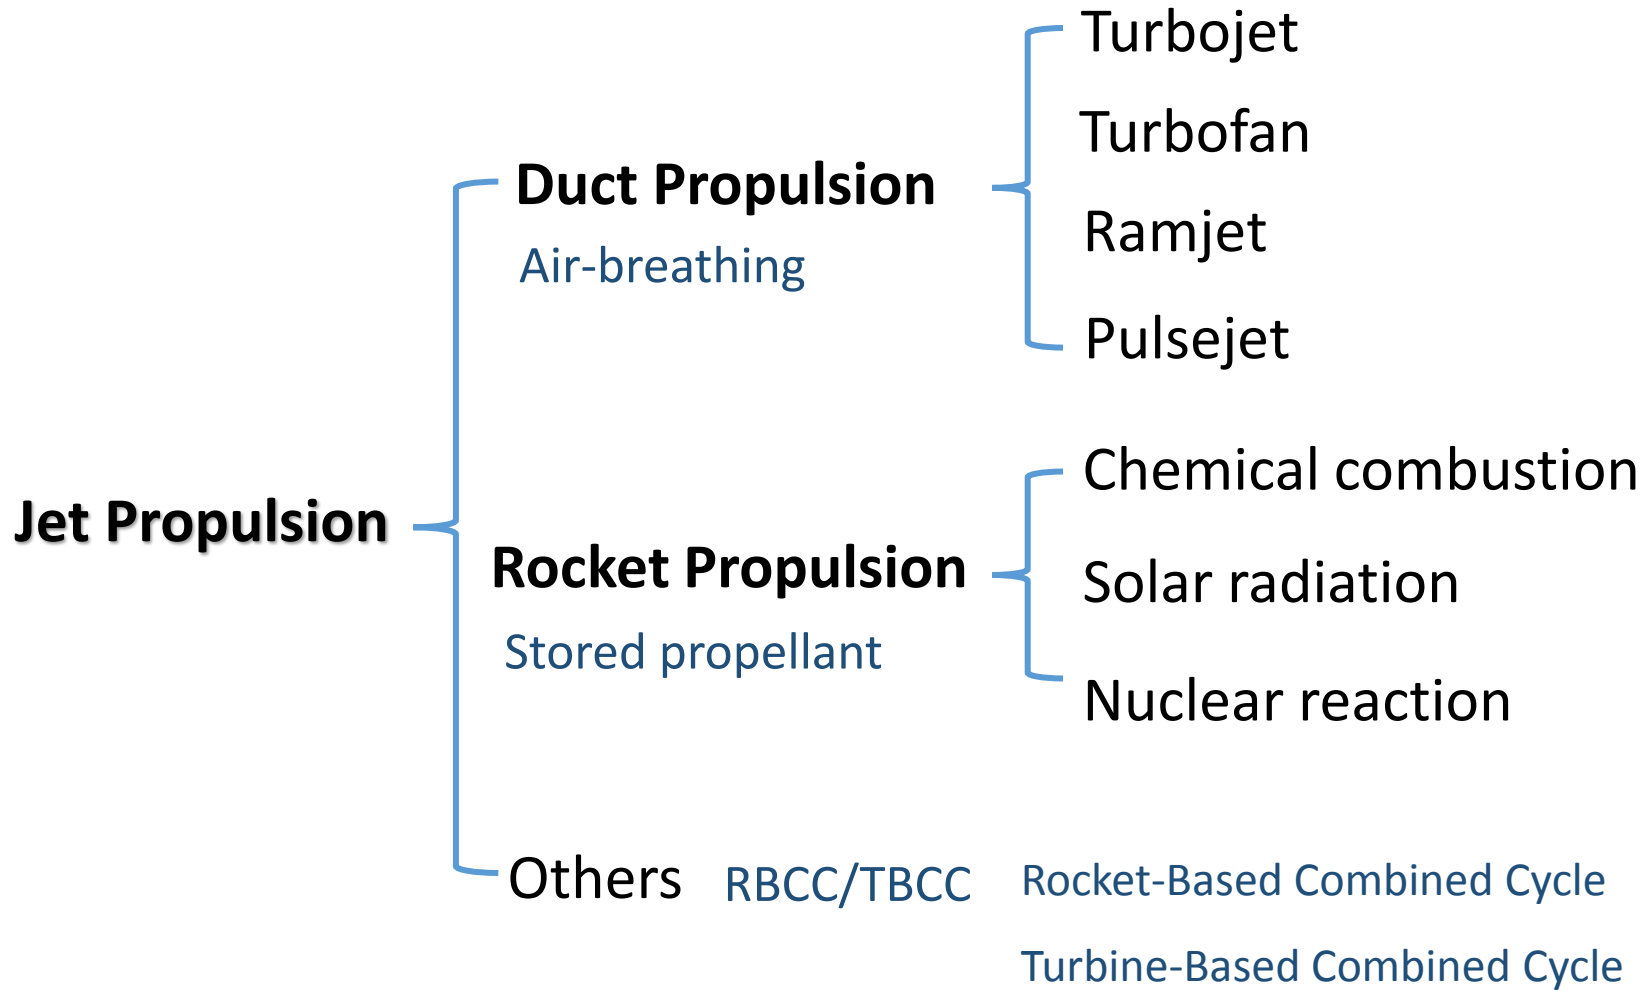 Turbojet
Turbofan
Duct Propulsion
Ramjet
Air-breathing
Pulsejet
Chemical combustion
Jet Propulsion
Rocket Propulsion
Solar radiation
Stored propellant
Nuclear reaction
Others RBCC/TBCC Rocket-Based Combined Cycle
Turbine-Based Combined Cycle